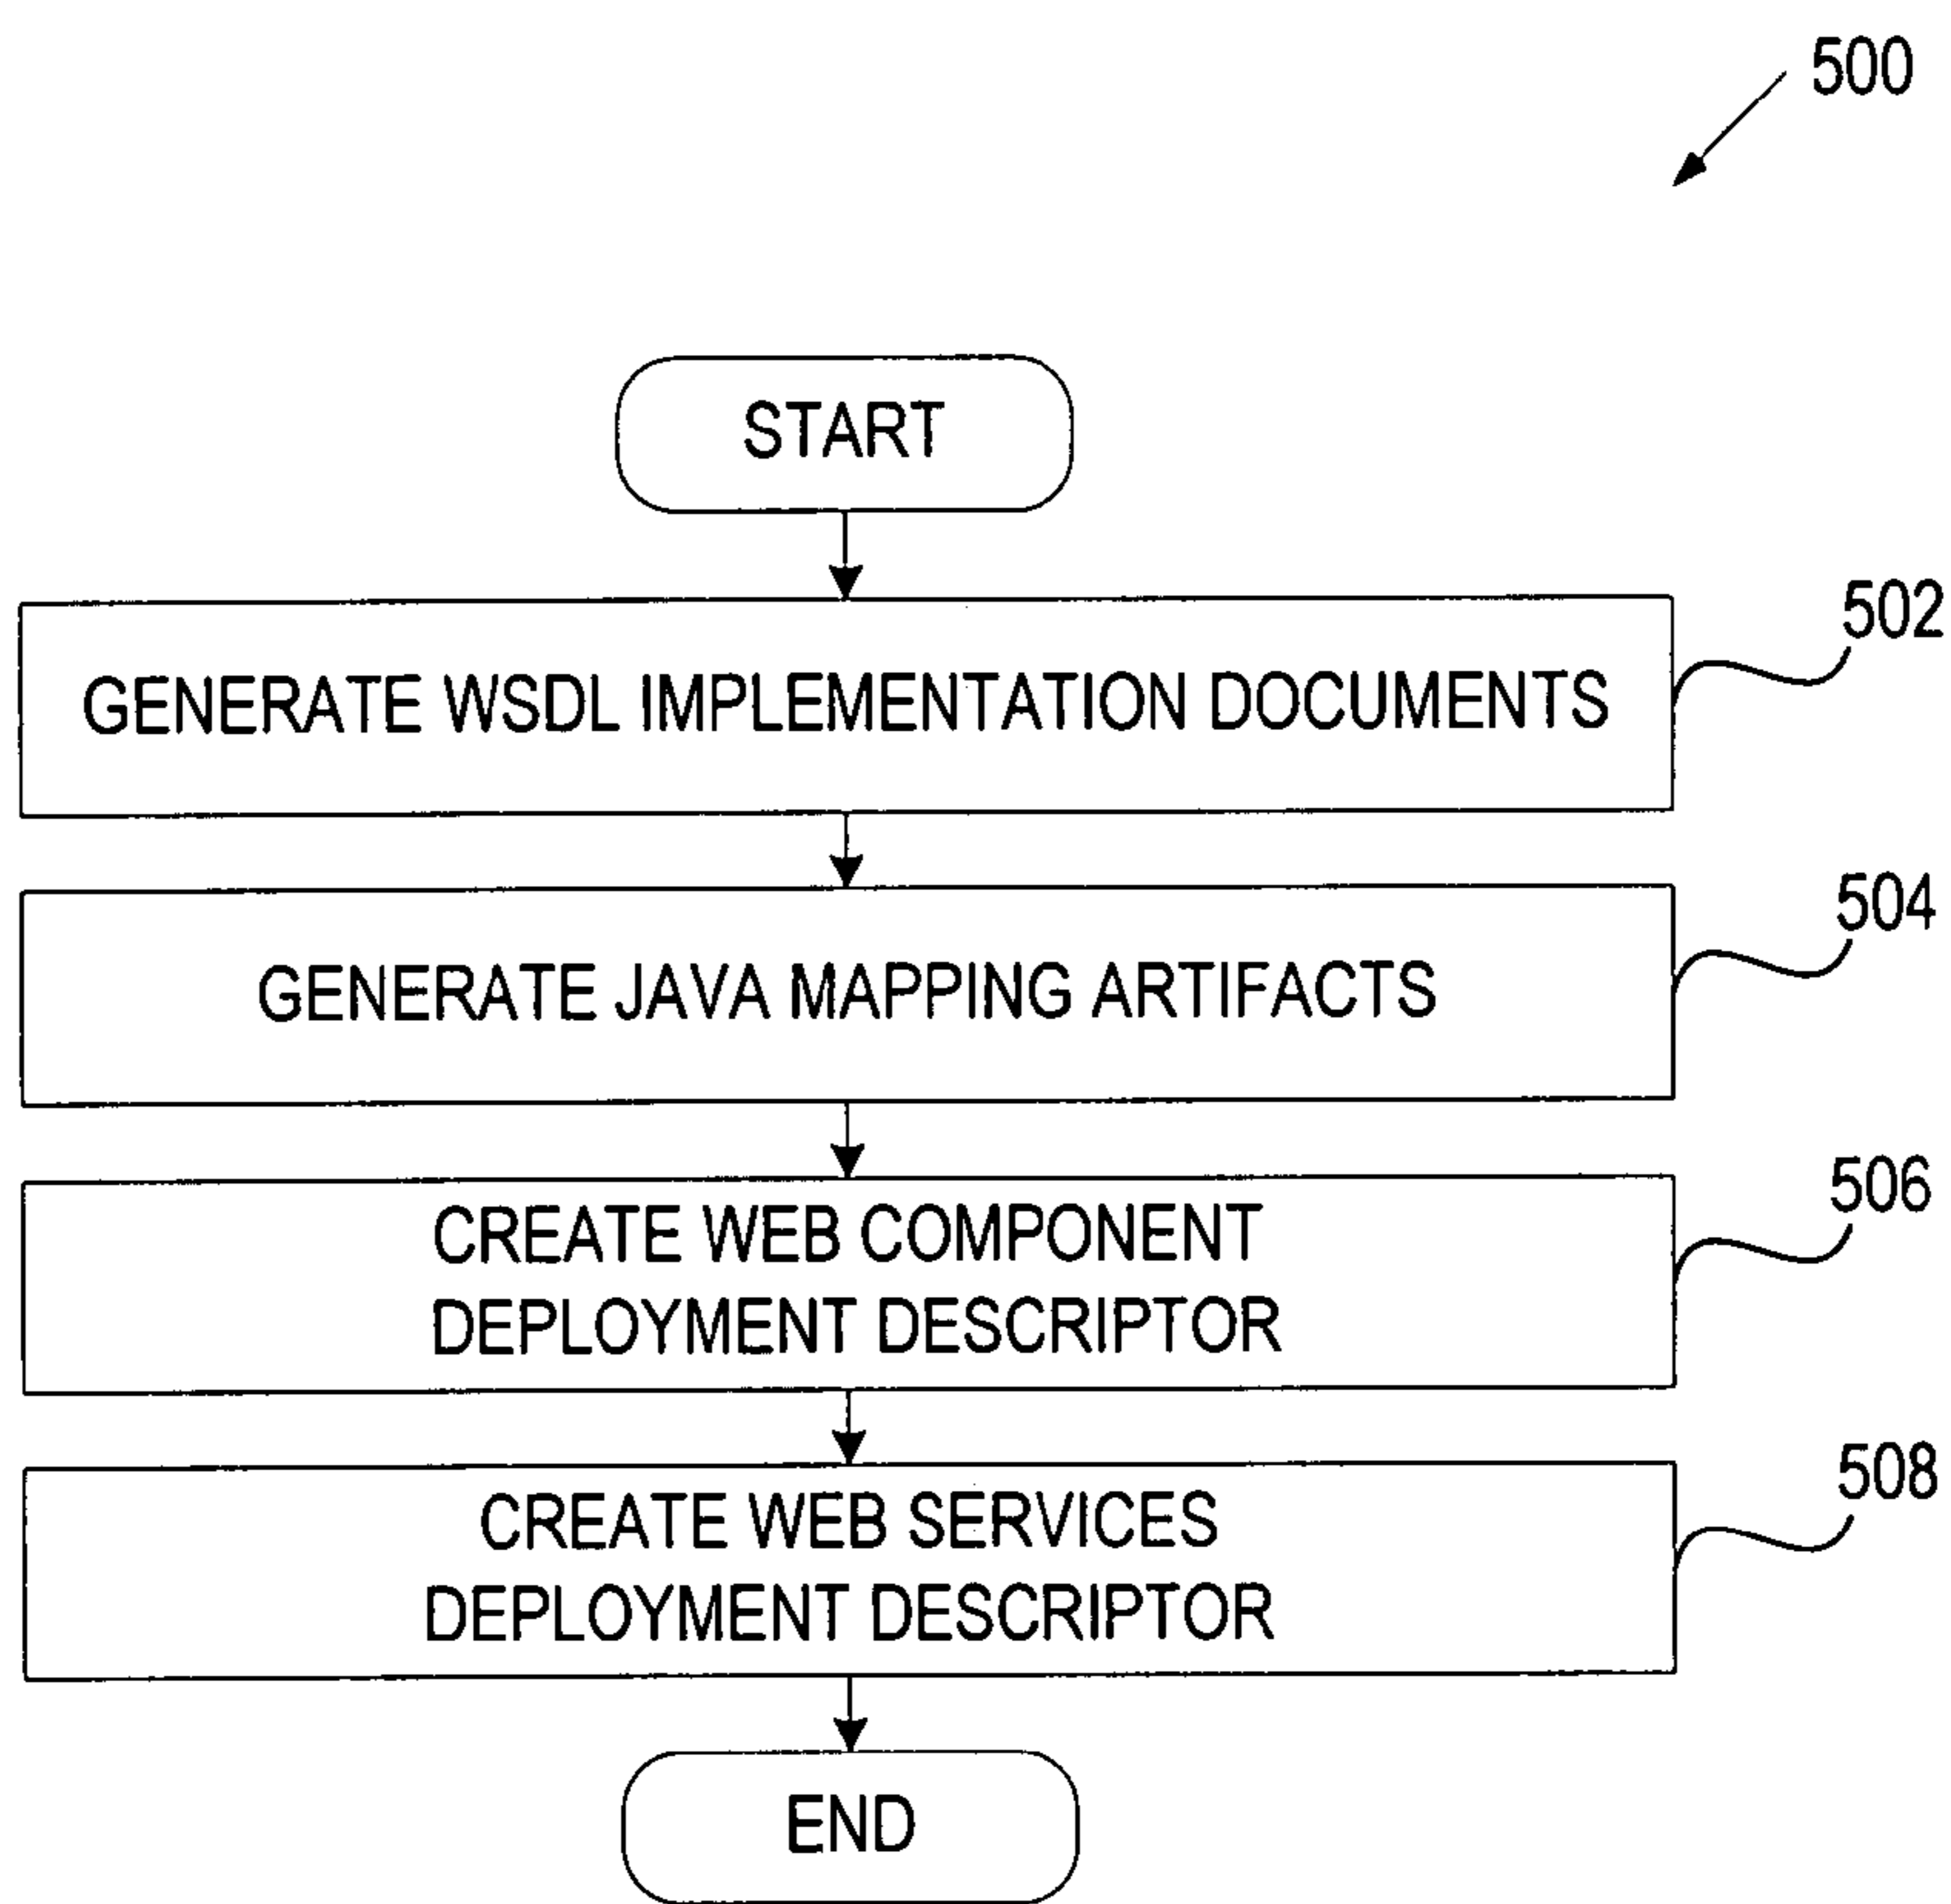 500
START
502
GENERATE WSDL IMPLEMENTATION DOCUMENTS
504
GENERATE JAVA MAPPING ARTIFACTS
506
CREATE WEB COMPONENT
DEPLOYMENT DESCRIPTOR
508
CREATE WEB SERVICES
DEPLOYMENT DESCRIPTOR
END